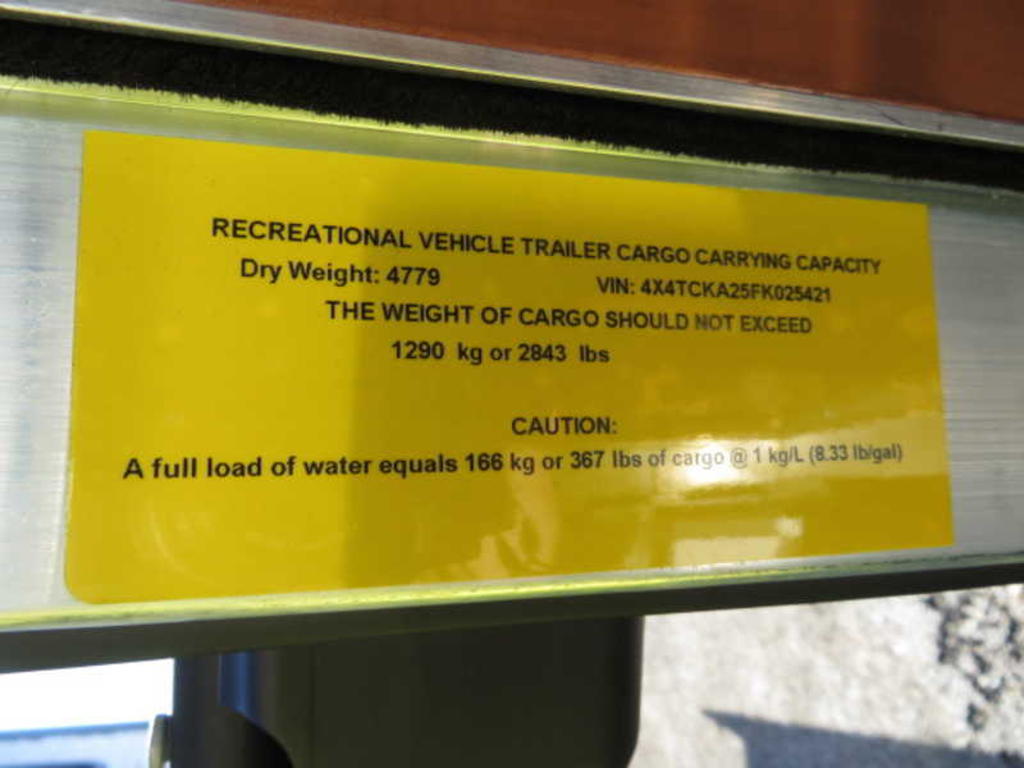 RECREATIONAL VEHICLE TRAILER CARGO CARRYING CAPACITY
Dry Weight: 4779 VIN: 4X4TCKA25FK025421
THE WEIGHT OF CARGO SHOULD NOT EXCEED
1290 kg or 2843 lbs
CAUTION:
A full load of water equals 166 kg or 367 lbs of cargo @ 1 kg/L (8.33 lb/gal)